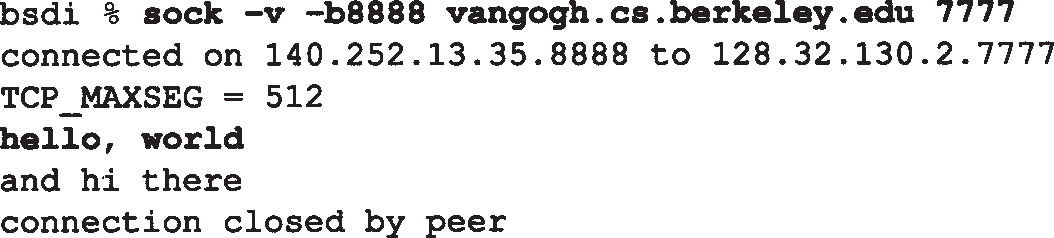 bsdi % sock -v -b8888 vangogh.cs.berkeley.edu 7777
connected on 140.252.13.35.8888 to 128.32.130.2.7777
TCP_MAXSEG = 512
hello, world
and hi there
connection closed by peer